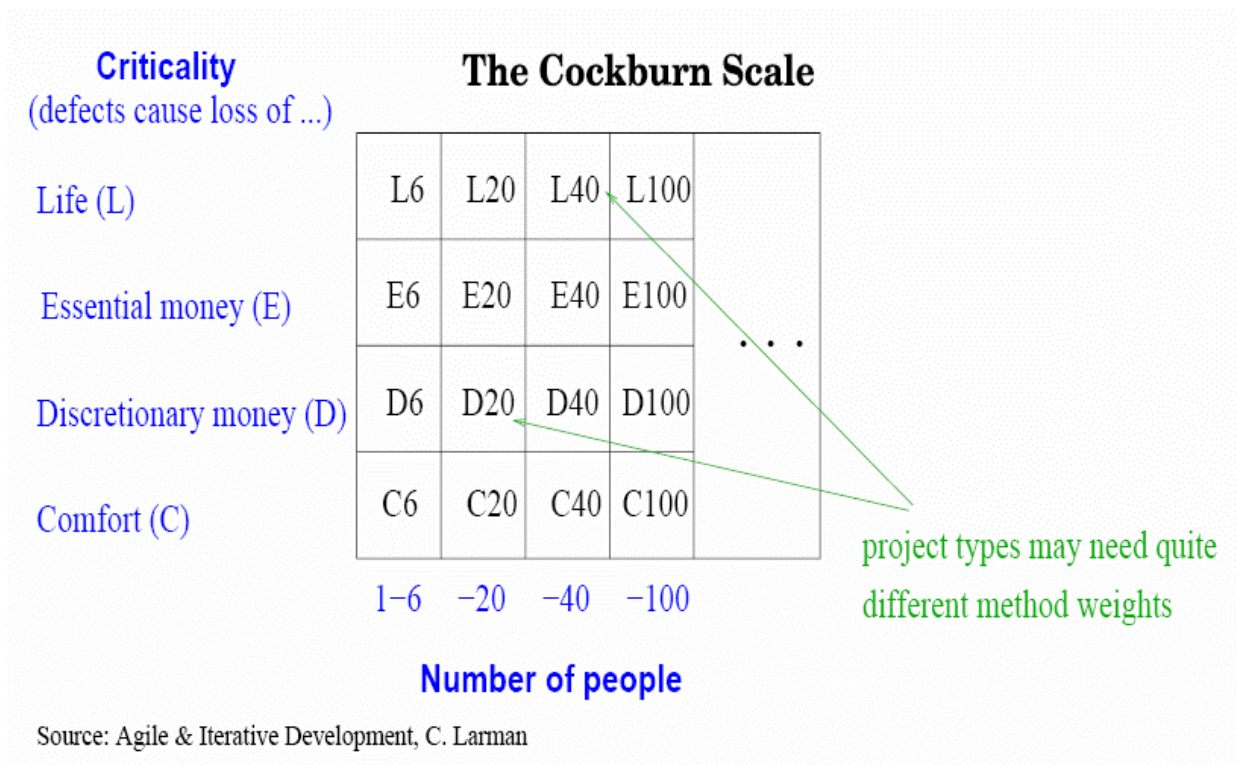 Criticality
(defects cause loss of ...)
The Cockburn Scale
Life (L)
L6 L20 L40 L100
Essential money (E)
E6 E20 E40 E100
. . .
Discretionary money (D)
D6 D20 D40 D100
Comfort (C)
C6 C20 C40 C100
project types may need quite
different method weights
1−6 −20 −40 −100
Number of people
Source: Agile & Iterative Development, C. Larman